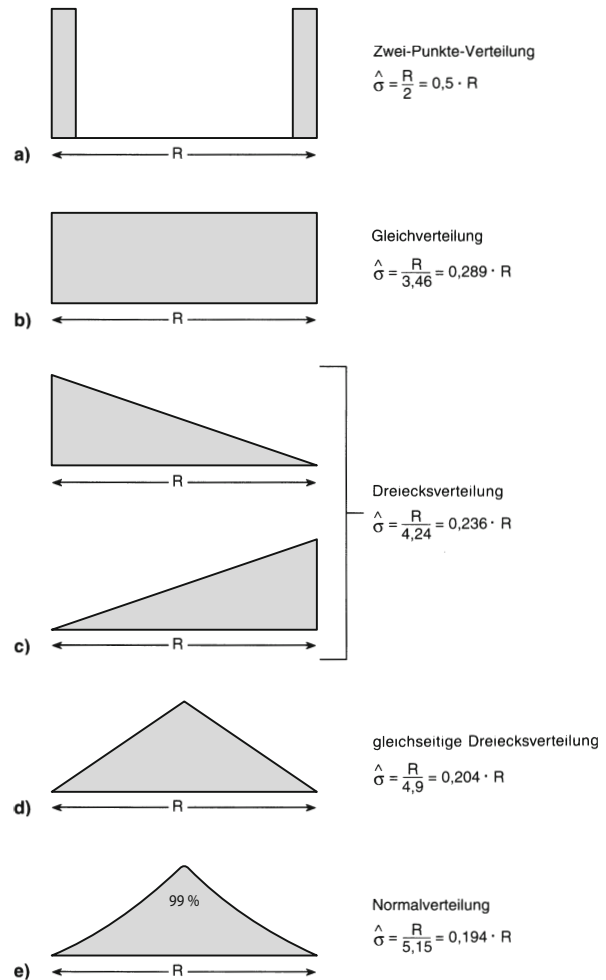 Zwei-Punkte-Verteilung
σ̂ = R/2 = 0,5 · R
a)
R
Gleichverteilung
σ̂ = R/3,46 = 0,289 · R
b)
R
R
Dreiecksverteilung
σ̂ = R/4,24 = 0,236 · R
c)
R
gleichseitige Dreiecksverteilung
σ̂ = R/4,9 = 0,204 · R
d)
R
99 %
Normalverteilung
σ̂ = R/5,15 = 0,194 · R
e)
R